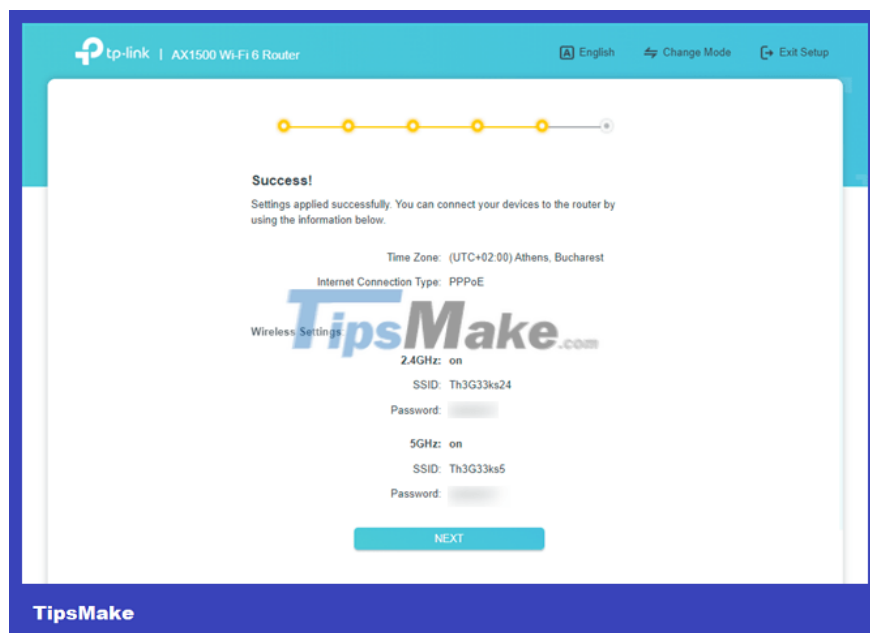 tp-link | AX1500 Wi-Fi 6 Router
A English
Change Mode
Exit Setup
Success!
Settings applied successfully. You can connect your devices to the router by
using the information below.
Time Zone: (UTC+02:00) Athens, Bucharest
Internet Connection Type: PPPoE
TipsMake.com
Wireless Settings:
2.4GHz: on
SSID: Th3G33ks24
Password:
5GHz: on
SSID: Th3G33ks5
Password:
NEXT
TipsMake